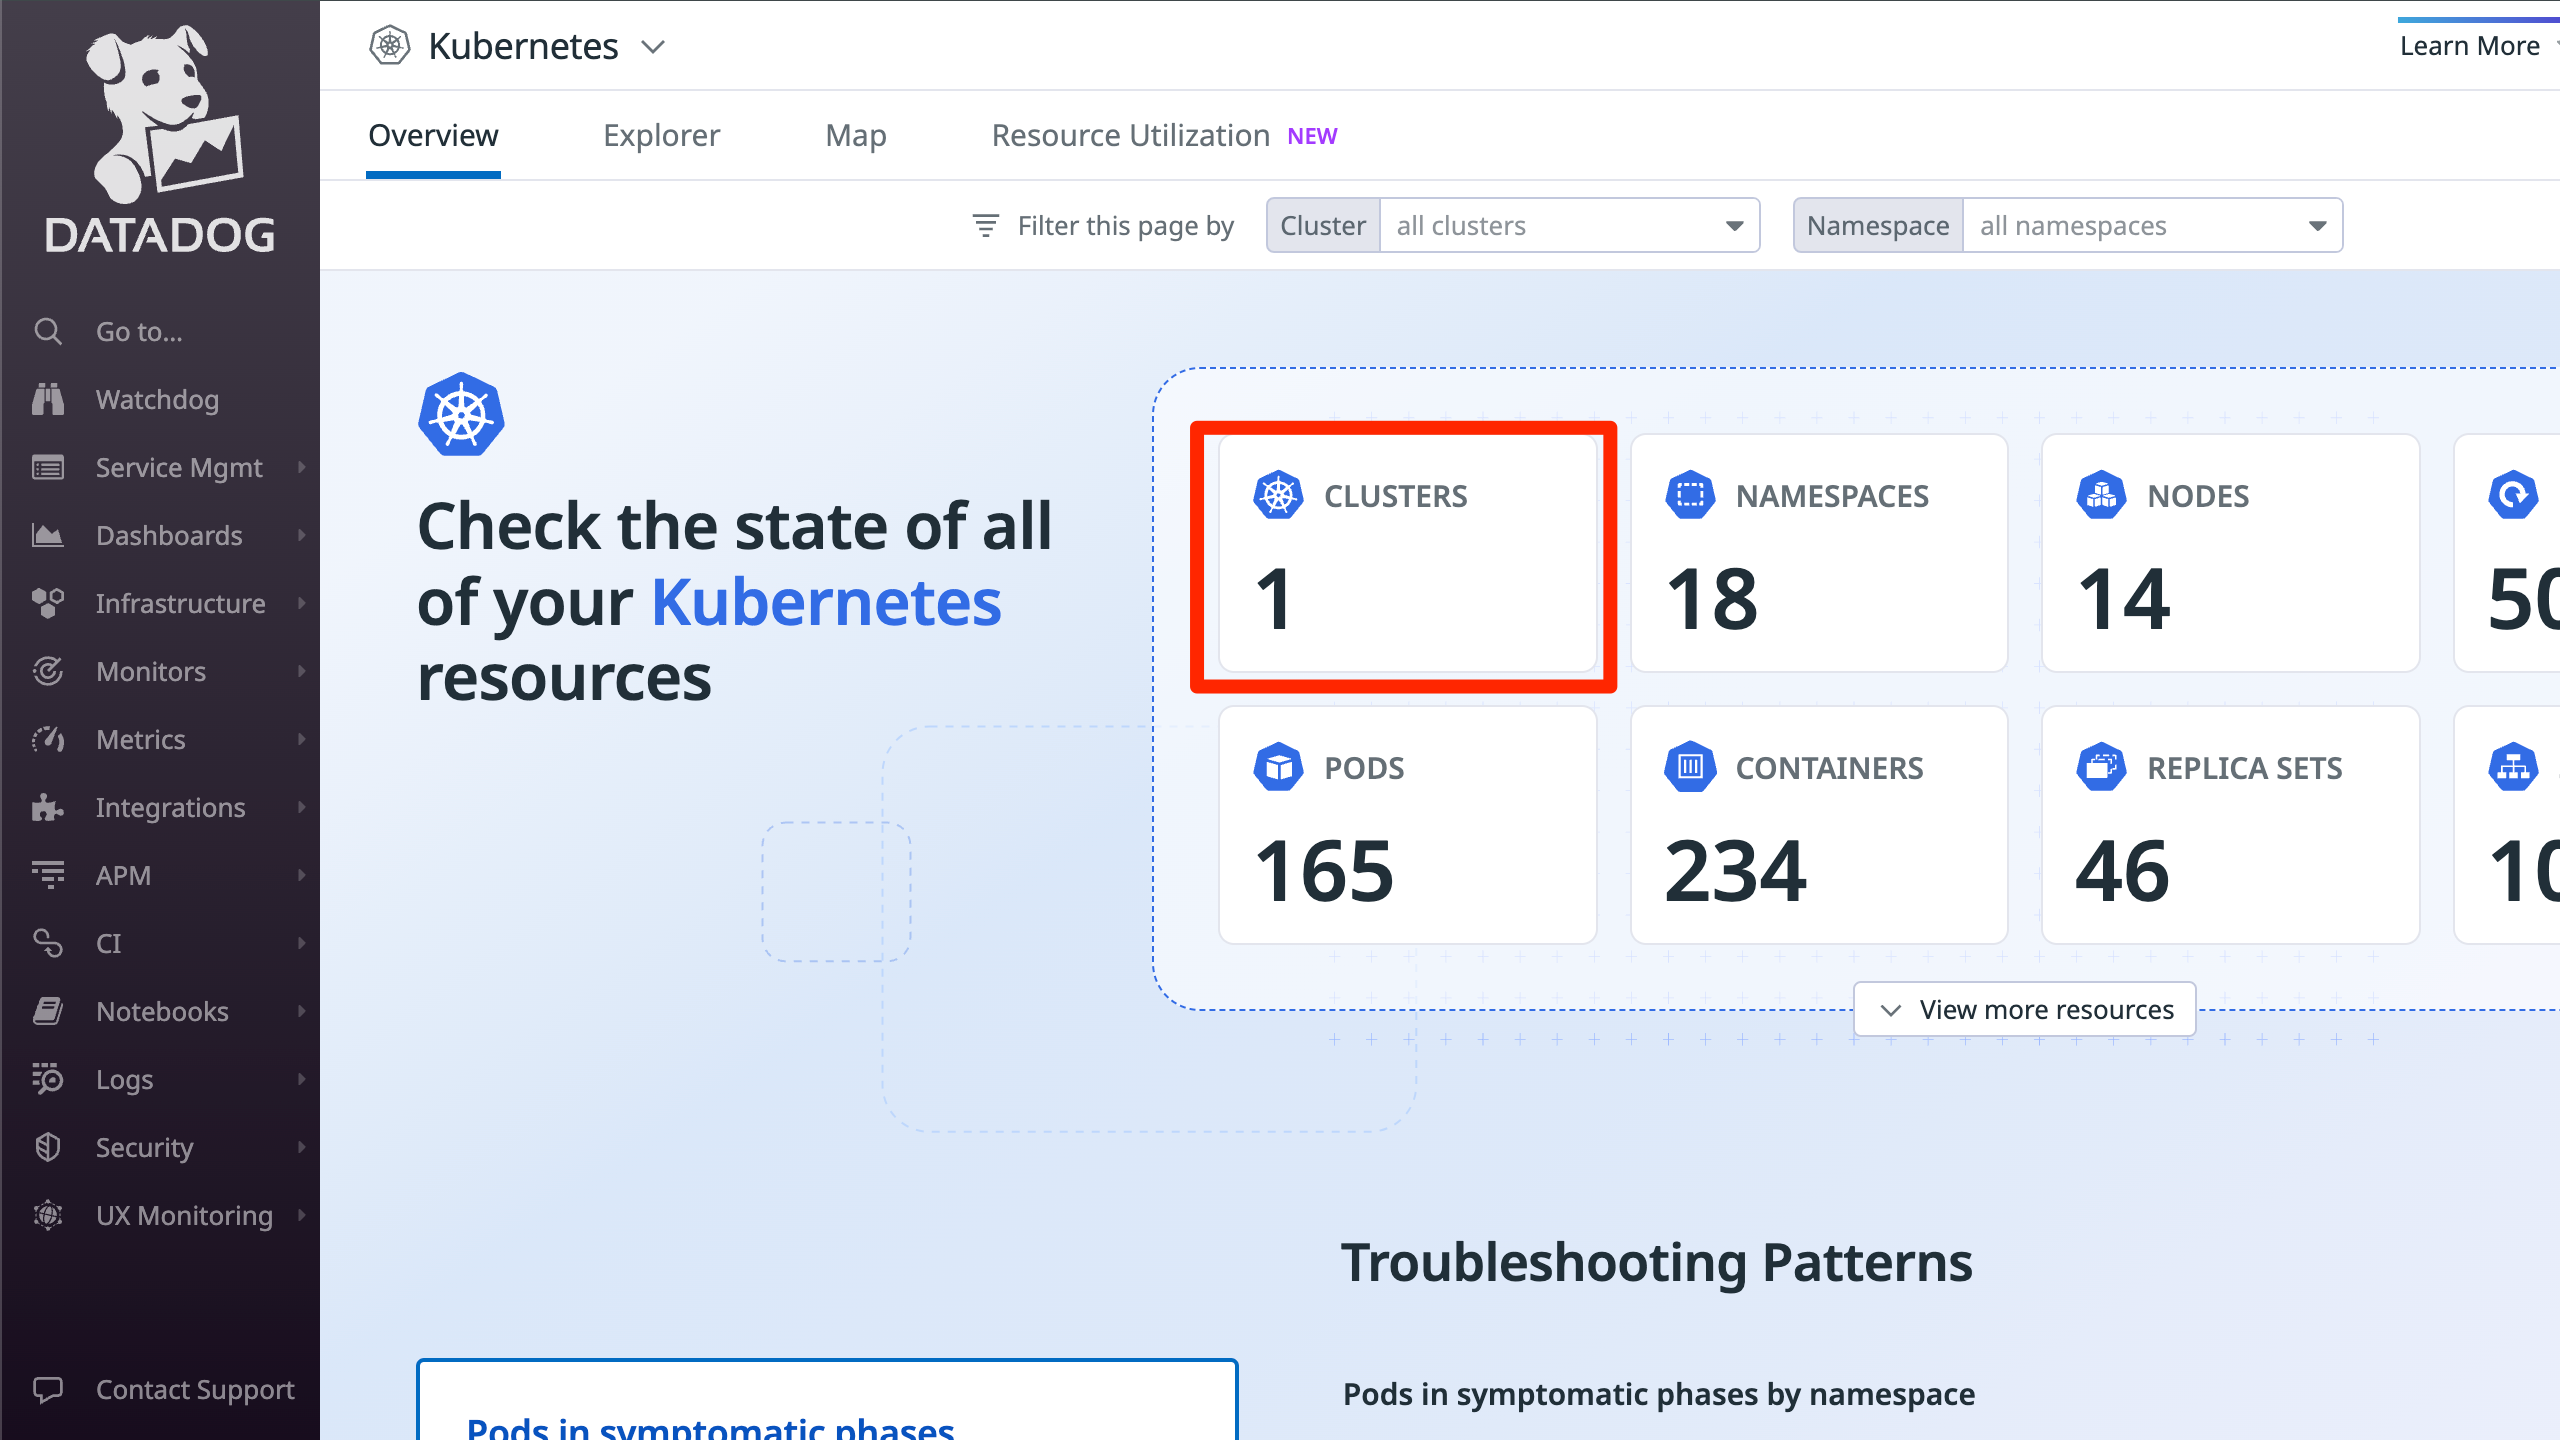 DATADOG
Go to...
Watchdog
Service Mgmt
Dashboards
Infrastructure
Monitors
Metrics
Integrations
APM
CI
Notebooks
Logs
Security
UX Monitoring
Contact Support
Kubernetes
Learn More
Overview
Explorer
Map
Resource Utilization NEW
Filter this page by
Cluster
all clusters
Namespace
all namespaces
Check the state of all
of your Kubernetes
resources
CLUSTERS
1
NAMESPACES
18
NODES
14
50
PODS
165
CONTAINERS
234
REPLICA SETS
46
10
View more resources
Troubleshooting Patterns
Pods in symptomatic phases
Pods in symptomatic phases by namespace